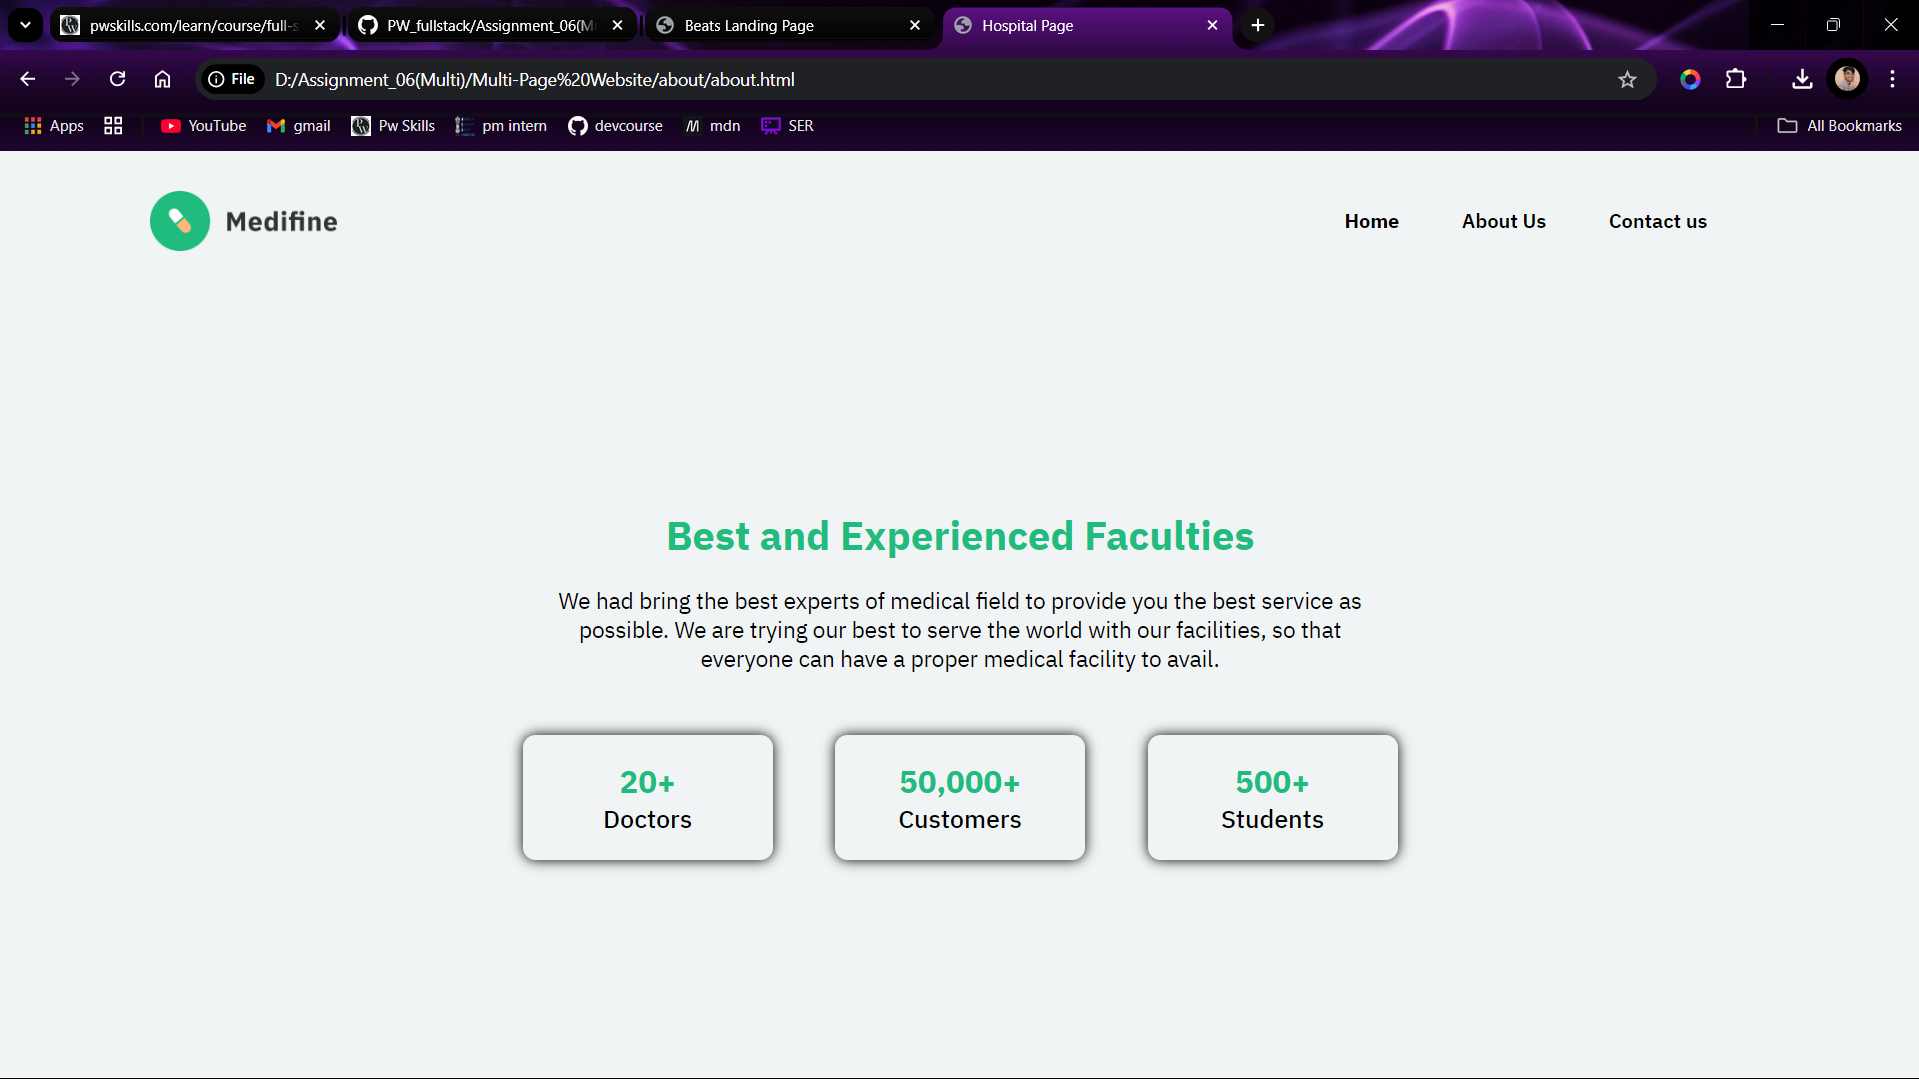 pwskills.com/learn/course/full-s
PW_fullstack/Assignment_06(M
Beats Landing Page
Hospital Page
File
D:/Assignment_06(Multi)/Multi-Page%20Website/about/about.html
Apps
YouTube
gmail
Pw Skills
pm intern
devcourse
mdn
SER
All Bookmarks
Medifine
Home
About Us
Contact us
Best and Experienced Faculties
We had bring the best experts of medical field to provide you the best service as
possible. We are trying our best to serve the world with our facilities, so that
everyone can have a proper medical facility to avail.
20+
Doctors
50,000+
Customers
500+
Students